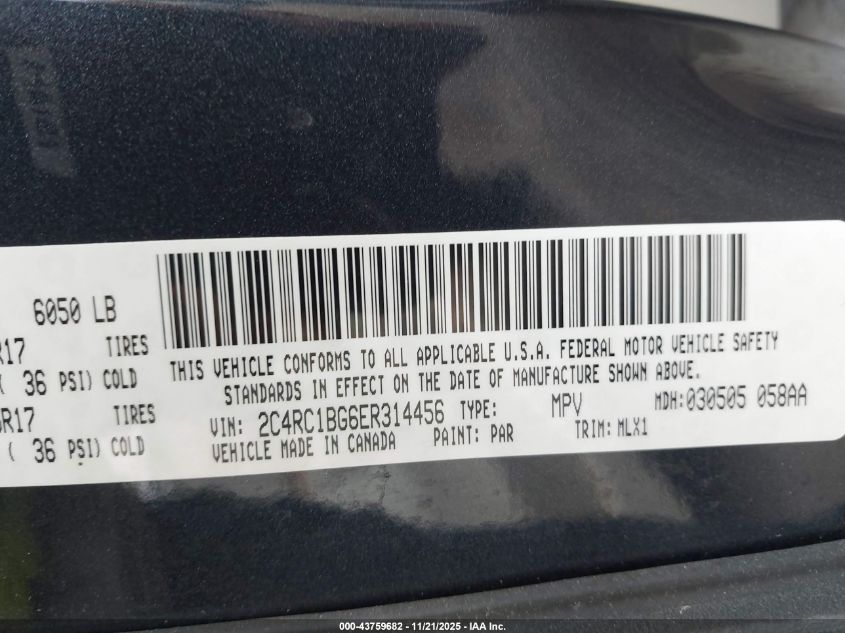 6050 LB
R17 TIRES
( 36 PSI) COLD
R17 TIRES
( 36 PSI) COLD
THIS VEHICLE CONFORMS TO ALL APPLICABLE U.S.A. FEDERAL MOTOR VEHICLE SAFETY
STANDARDS IN EFFECT ON THE DATE OF MANUFACTURE SHOWN ABOVE.
VIN: 2C4RC1BG6ER314456 TYPE: MPV MDH: 030505 058AA
VEHICLE MADE IN CANADA PAINT: PAR TRIM: MLX1
000-43759682 - 11/21/2025 - IAA Inc.